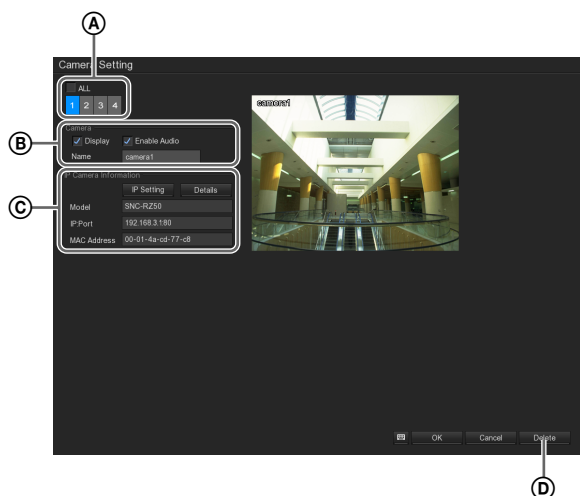 A
Camera Setting
ALL
1 2 3 4
camera1
B
Camera
Display Enable Audio
Name camera1
C
IP Camera Information
IP Setting Details
Model SNC-RZ50
IP:Port 192.168.3.180
MAC Address 00-01-4a-cd-77-c8
OK Cancel Delete
D